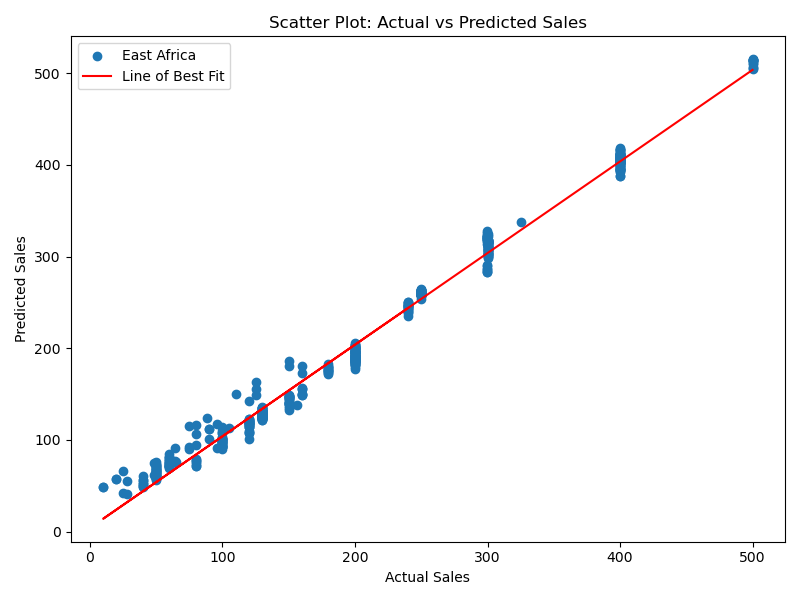 Scatter Plot: Actual vs Predicted Sales
East Africa
Line of Best Fit
500
400
300
200
100
0
Predicted Sales
0 100 200 300 400 500
Actual Sales